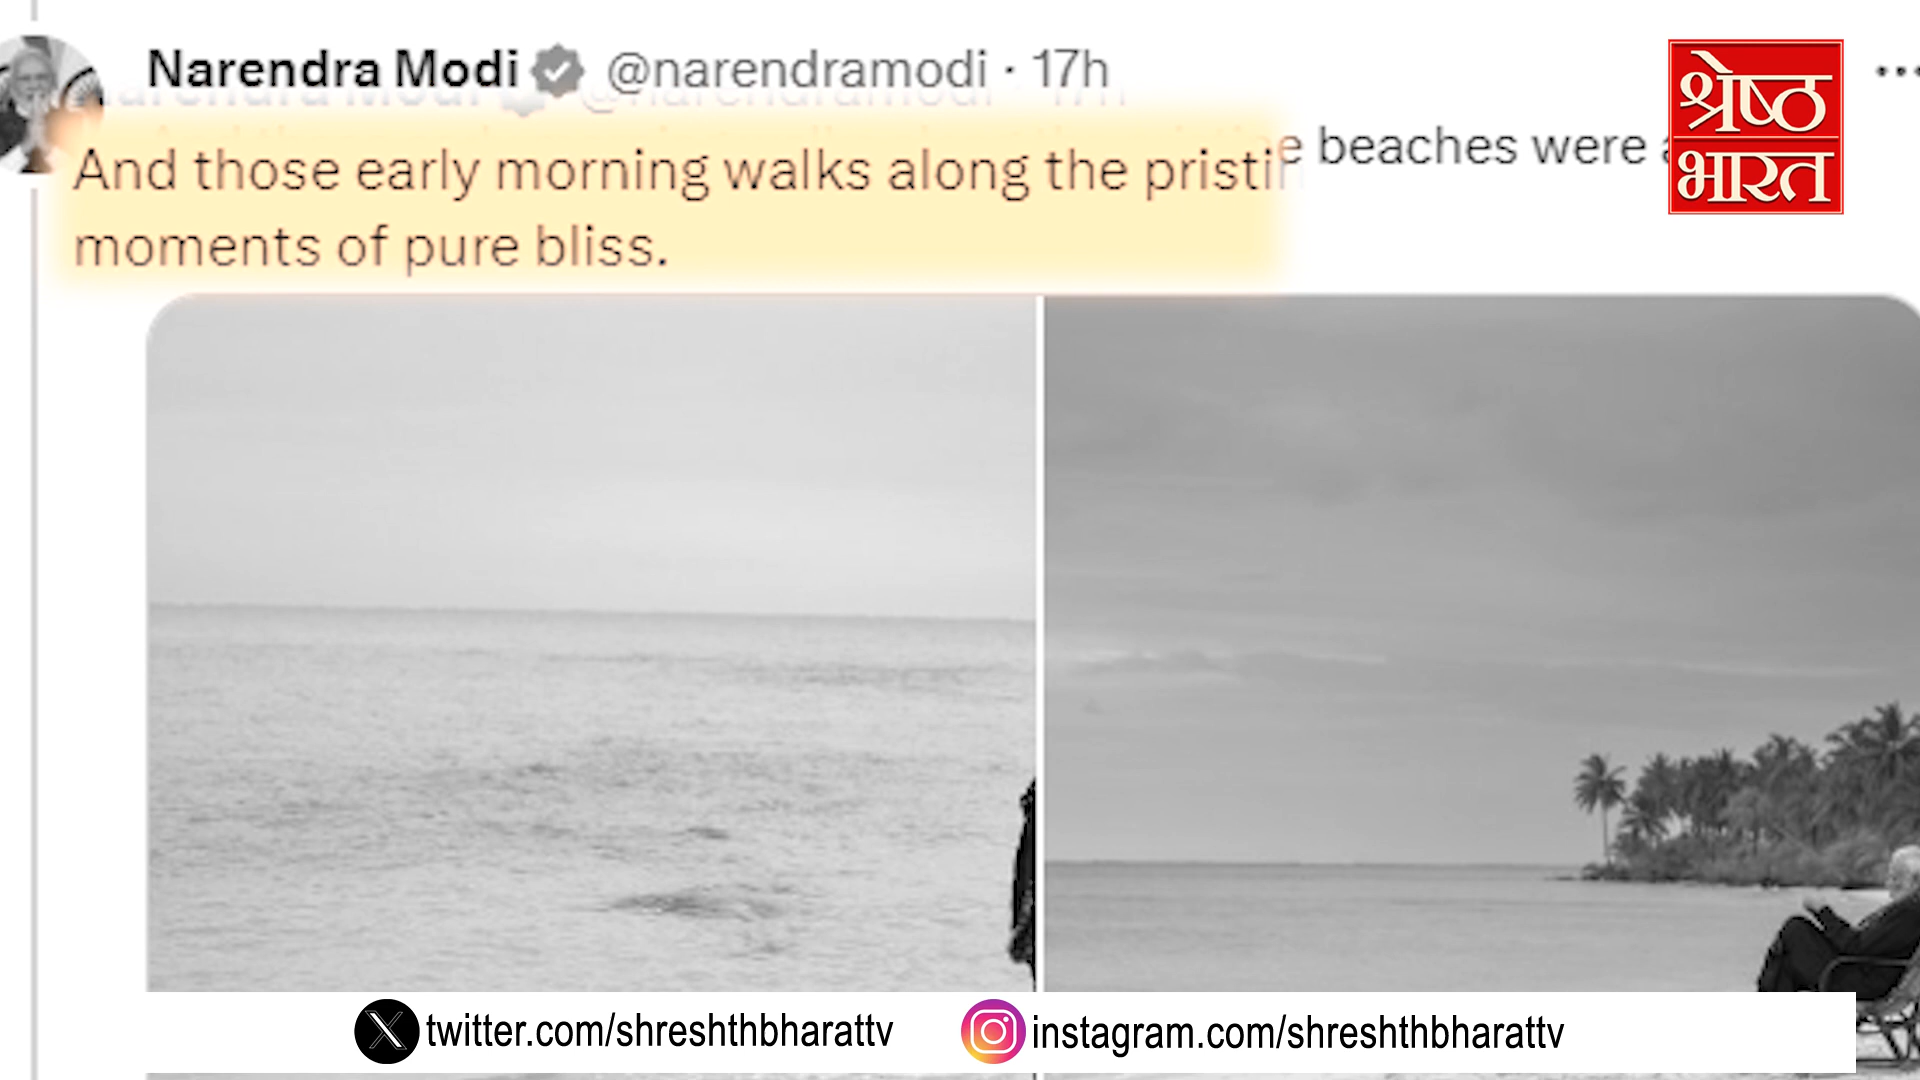 Narendra Modi @narendramodi · 17h
And those early morning walks along the pristi e beaches were
moments of pure bliss.
श्रेष्ठ
भारत
twitter.com/shreshthbharattv
instagram.com/shreshthbharattv